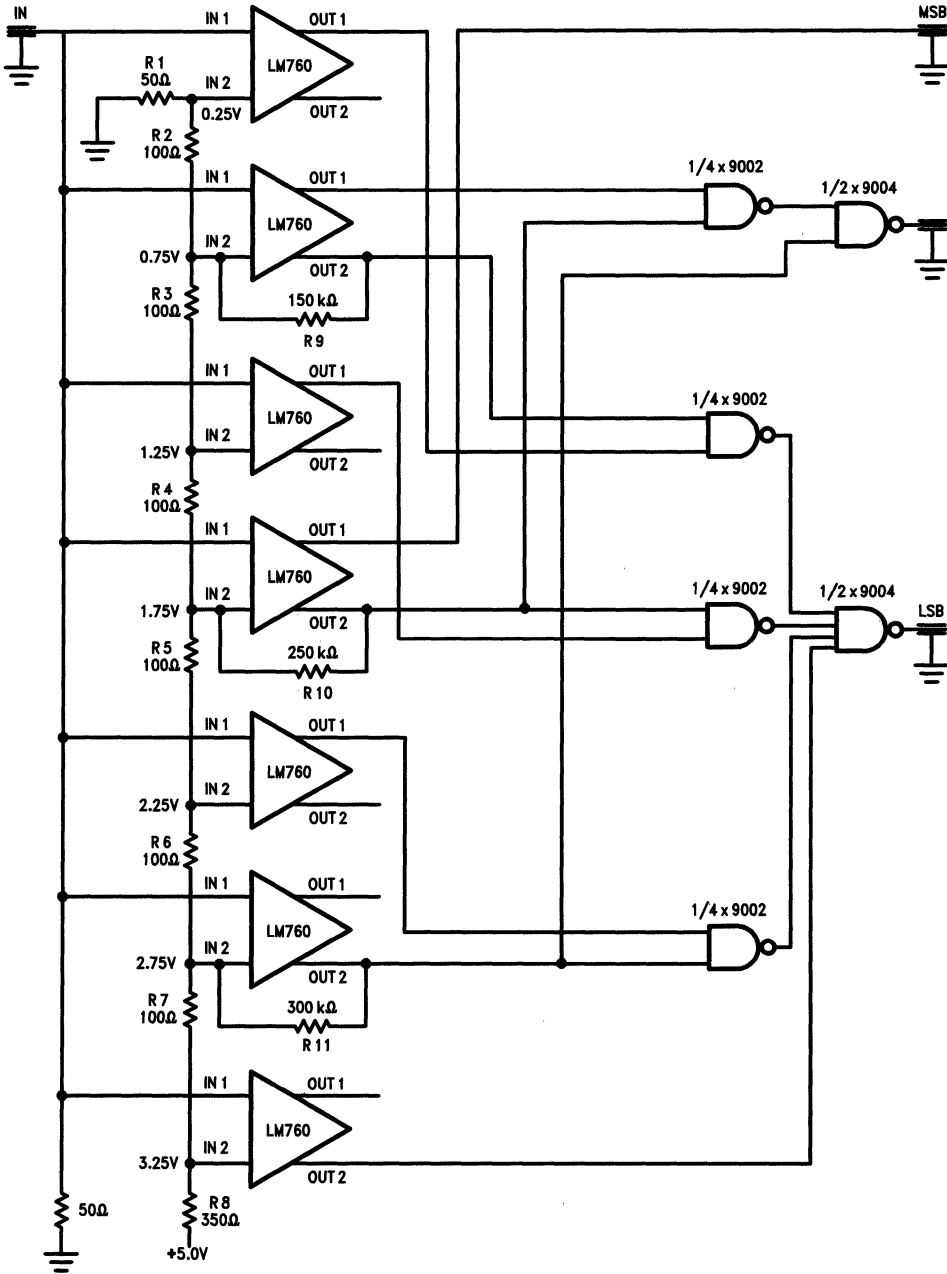 IN
IN 1
OUT 1
MSB
LM760
R 1
50Ω
IN 2
0.25V
OUT 2
R 2
100Ω
IN 1
OUT 1
1/4 x 9002
1/2 x 9004
LM760
0.75V
IN 2
OUT 2
R 3
100Ω
150 kΩ
R 9
IN 1
OUT 1
1/4 x 9002
LM760
1.25V
IN 2
OUT 2
R 4
100Ω
IN 1
OUT 1
LM760
1/4 x 9002
1/2 x 9004
1.75V
IN 2
OUT 2
LSB
R 5
100Ω
250 kΩ
R 10
IN 1
OUT 1
LM760
2.25V
IN 2
OUT 2
R 6
100Ω
IN 1
OUT 1
1/4 x 9002
LM760
2.75V
IN 2
OUT 2
R 7
100Ω
300 kΩ
R 11
IN 1
OUT 1
LM760
3.25V
IN 2
OUT 2
50Ω
R 8
350Ω
+5.0V